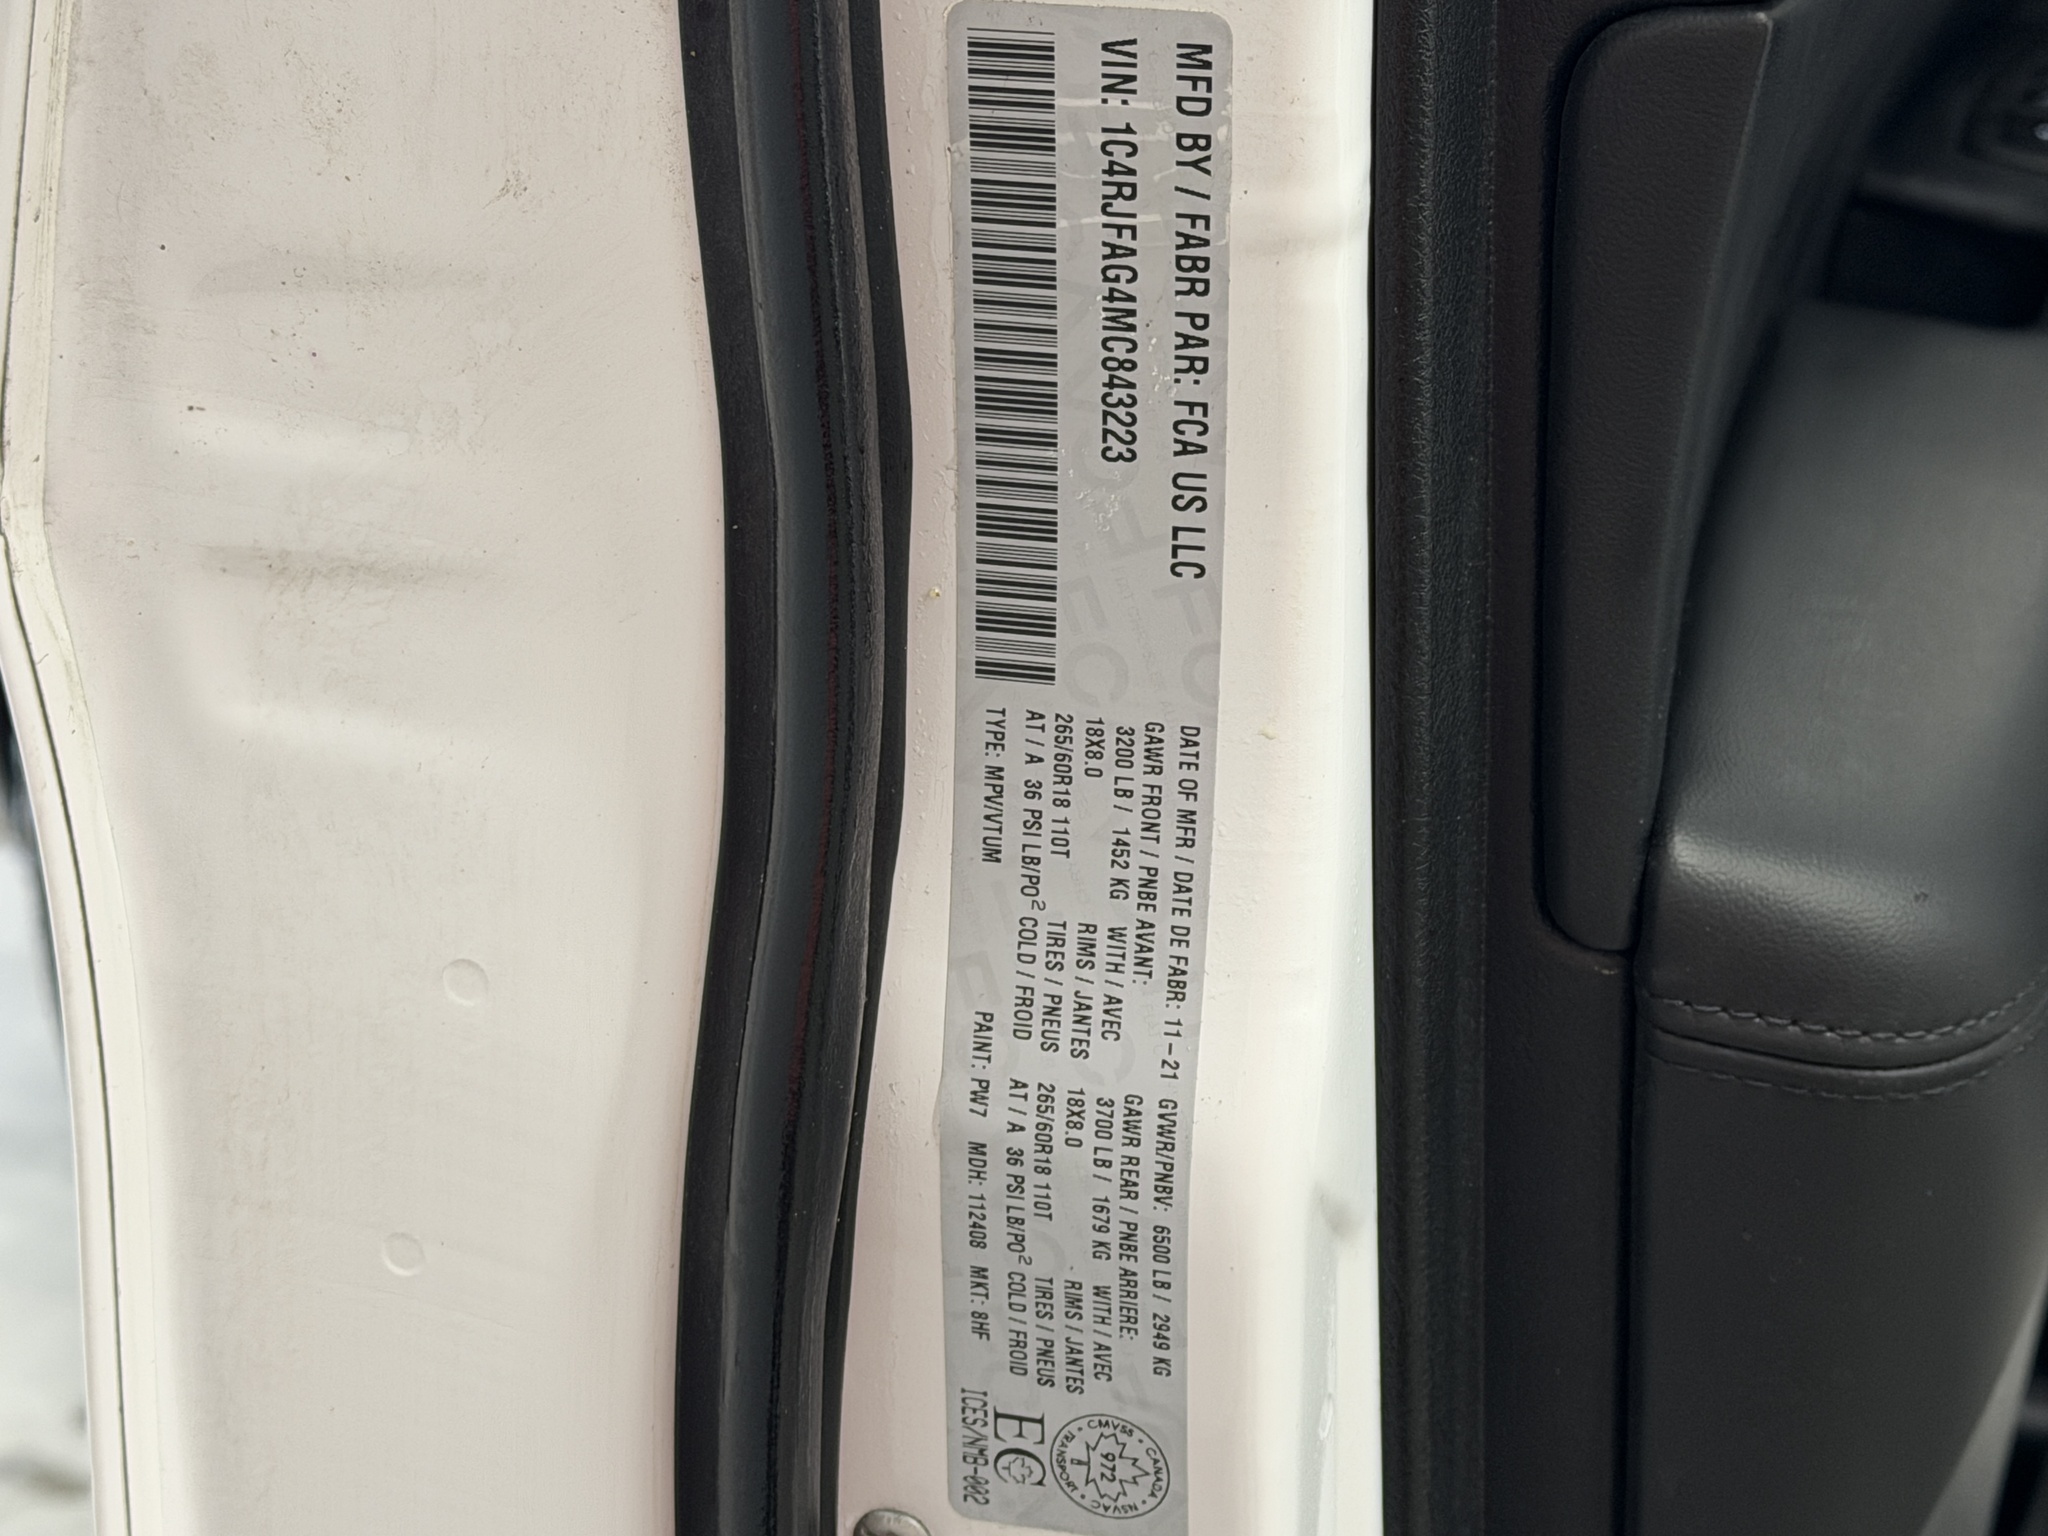 MFD BY / FABR PAR: FCA US LLC
VIN: 1C4RJFAG4MC843223
DATE OF MFR / DATE DE FABR: 11-21 GVWR/PNBV: 6500 LB / 2949 KG
GAWR FRONT / PNBE AVANT: GAWR REAR / PNBE ARRIERE:
3200 LB / 1452 KG WITH / AVEC 3700 LB / 1679 KG WITH / AVEC
18X8.0 RIMS / JANTES 18X8.0 RIMS / JANTES
265/60R18 110T TIRES / PNEUS 265/60R18 110T TIRES / PNEUS
AT / A 36 PSI LB/PO² COLD / FROID AT / A 36 PSI LB/PO² COLD / FROID
TYPE: MPV/VTUM PAINT: PW7 MDH: 112408 MKT: 8HF
CANADA CMVSS TRANSPORT NSVAC
972
EC
ICES/NMB-002